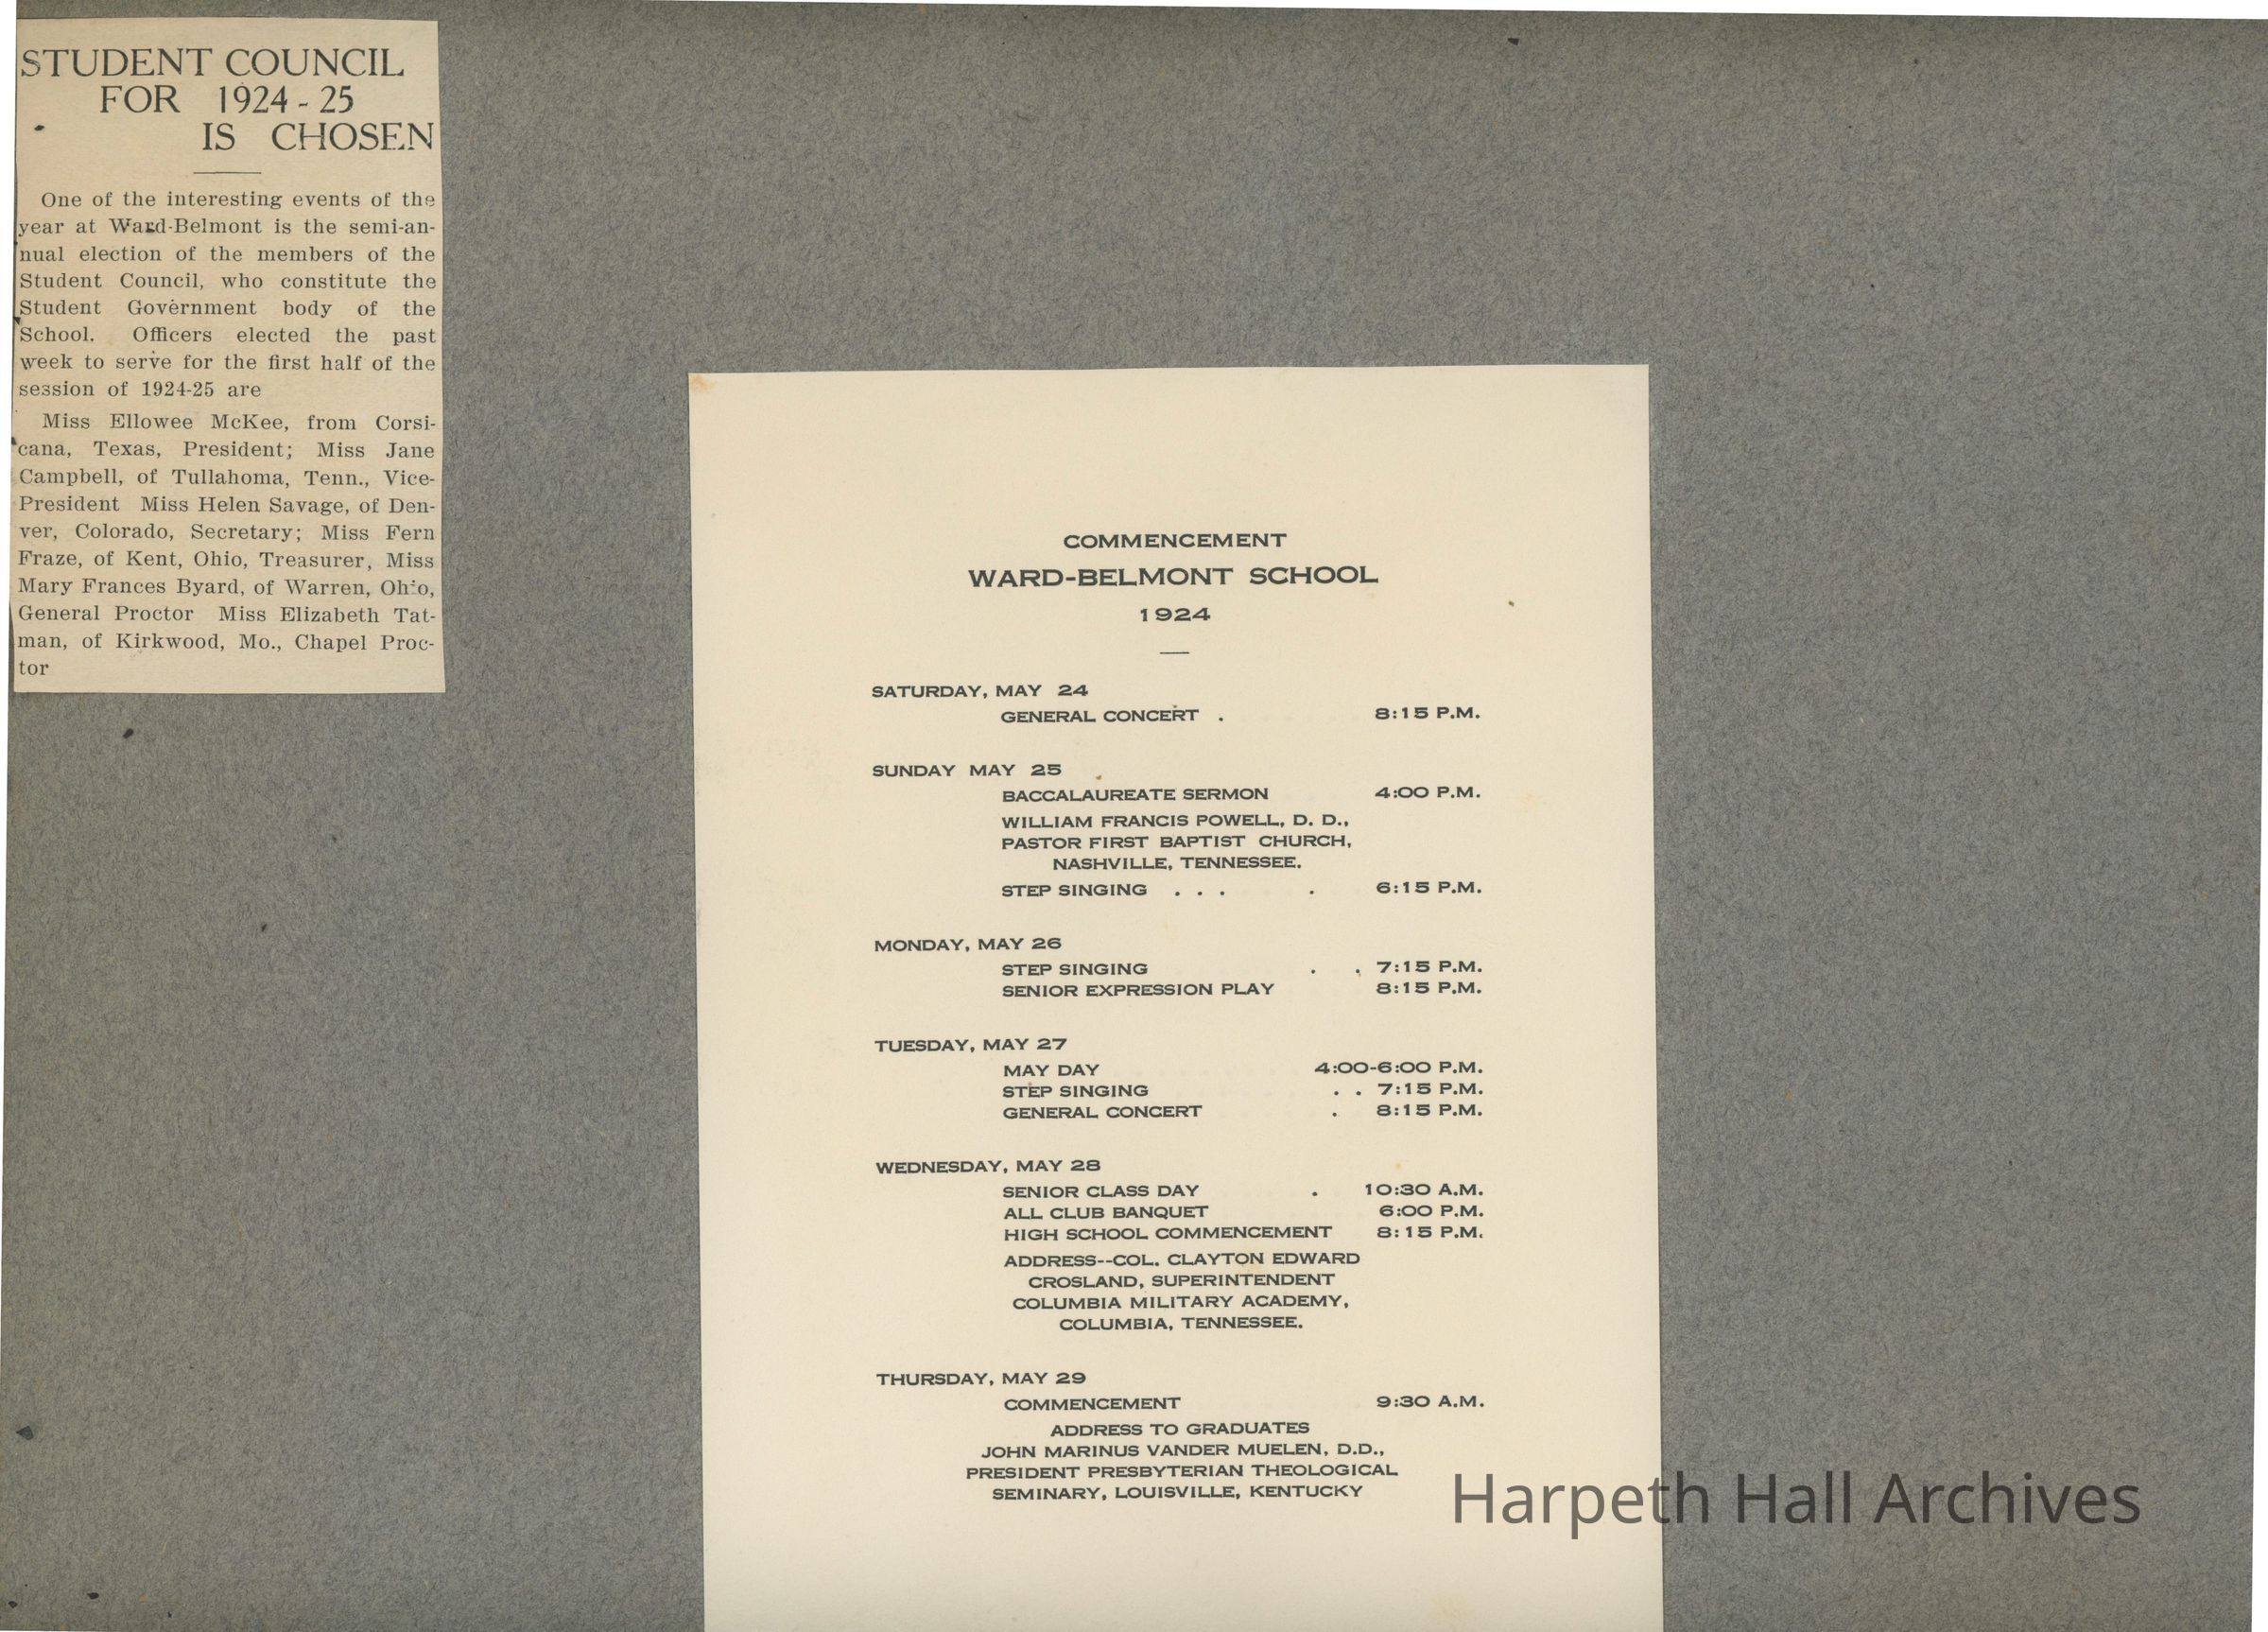 STUDENT COUNCIL
FOR 1924-25
IS CHOSEN
One of the interesting events of the
year at Ward-Belmont is the semi-an-
nual election of the members of the
Student Council, who constitute the
Student Government body of the
School. Officers elected the past
week to serve for the first half of the
session of 1924-25 are
Miss Ellowee McKee, from Corsi-
cana, Texas, President; Miss Jane
Campbell, of Tullahoma, Tenn., Vice-
President Miss Helen Savage, of Den-
ver, Colorado, Secretary; Miss Fern
Fraze, of Kent, Ohio, Treasurer, Miss
Mary Frances Byard, of Warren, Ohio,
General Proctor Miss Elizabeth Tat-
man, of Kirkwood, Mo., Chapel Proc-
tor
COMMENCEMENT
WARD-BELMONT SCHOOL
1924
SATURDAY, MAY 24
GENERAL CONCERT . 8:15 P.M.
SUNDAY MAY 25
BACCALAUREATE SERMON 4:00 P.M.
WILLIAM FRANCIS POWELL, D. D.,
PASTOR FIRST BAPTIST CHURCH,
NASHVILLE, TENNESSEE.
STEP SINGING . . . . 6:15 P.M.
MONDAY, MAY 26
STEP SINGING . . 7:15 P.M.
SENIOR EXPRESSION PLAY 8:15 P.M.
TUESDAY, MAY 27
MAY DAY 4:00-6:00 P.M.
STEP SINGING . . 7:15 P.M.
GENERAL CONCERT . 8:15 P.M.
WEDNESDAY, MAY 28
SENIOR CLASS DAY . 10:30 A.M.
ALL CLUB BANQUET 6:00 P.M.
HIGH SCHOOL COMMENCEMENT 8:15 P.M.
ADDRESS--COL. CLAYTON EDWARD
CROSLAND, SUPERINTENDENT
COLUMBIA MILITARY ACADEMY,
COLUMBIA, TENNESSEE.
THURSDAY, MAY 29
COMMENCEMENT 9:30 A.M.
ADDRESS TO GRADUATES
JOHN MARINUS VANDER MUELEN, D.D.,
PRESIDENT PRESBYTERIAN THEOLOGICAL
SEMINARY, LOUISVILLE, KENTUCKY
Harpeth Hall Archives